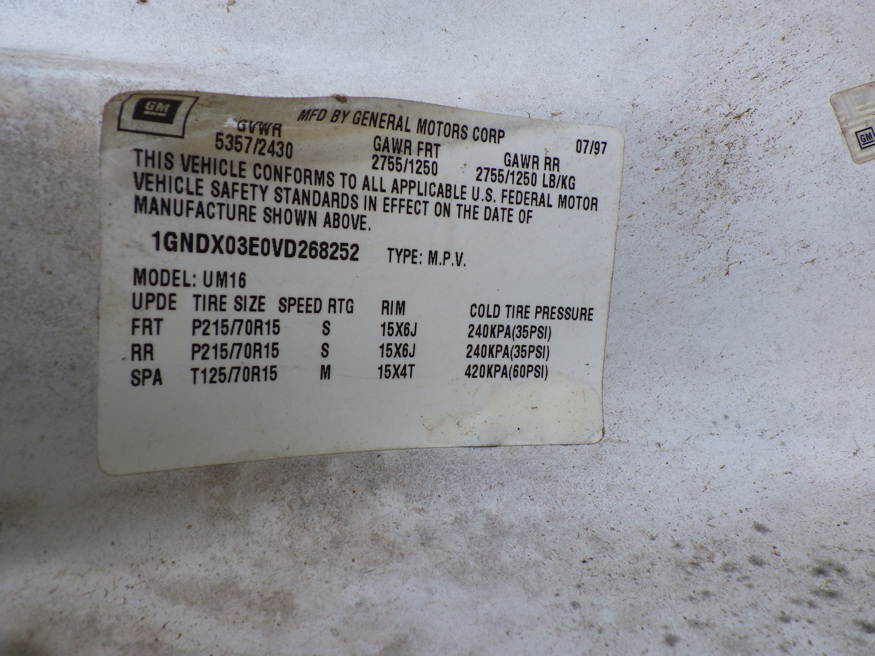 GM
MFD BY GENERAL MOTORS CORP 07/97
GVWR GAWR FRT GAWR RR
5357/2430 2755/1250 2755/1250 LB/KG
THIS VEHICLE CONFORMS TO ALL APPLICABLE U.S. FEDERAL MOTOR
VEHICLE SAFETY STANDARDS IN EFFECT ON THE DATE OF
MANUFACTURE SHOWN ABOVE.
1GNDX03E0VD268252 TYPE: M.P.V.
MODEL: UM16
UPDE TIRE SIZE SPEED RTG RIM COLD TIRE PRESSURE
FRT P215/70R15 S 15X6J 240KPA(35PSI)
RR P215/70R15 S 15X6J 240KPA(35PSI)
SPA T125/70R15 M 15X4T 420KPA(60PSI)
GM